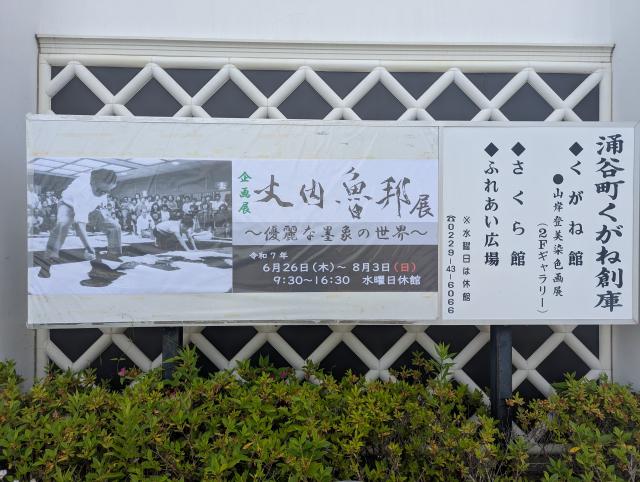 企画展
大内魯邦展
～優麗な墨象の世界～
令和7年
6月26日(木)～8月3日(日)
9:30～16:30 水曜日休館
涌谷町くがね創庫
◆くがね館
●山岸登美染色画展
(2Fギャラリー)
◆さくら館
◆ふれあい広場
※水曜日は休館
☎0229-43-6066